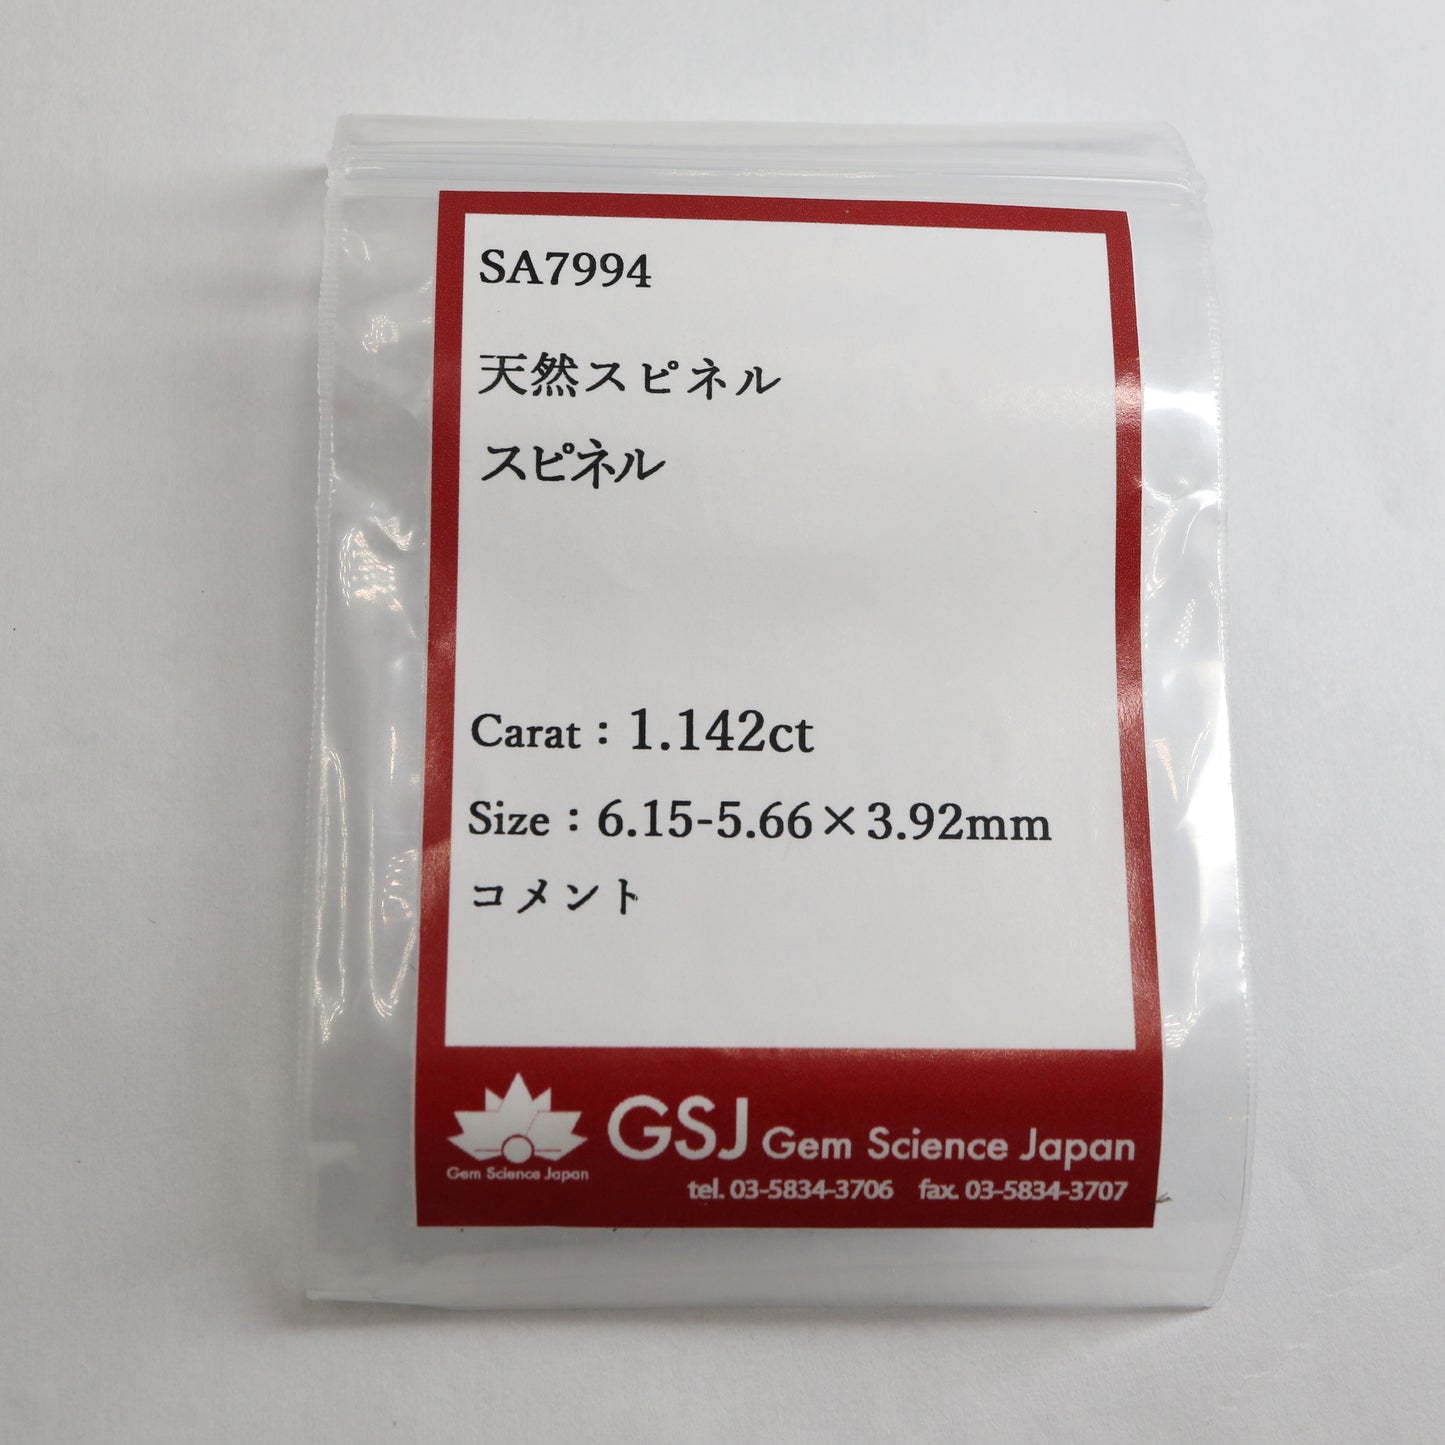 SA7994
天然スピネル
スピネル
Carat：1.142ct
Size：6.15-5.66×3.92mm
コメント
Gem Science Japan
GSJ Gem Science Japan
tel. 03-5834-3706 fax. 03-5834-3707